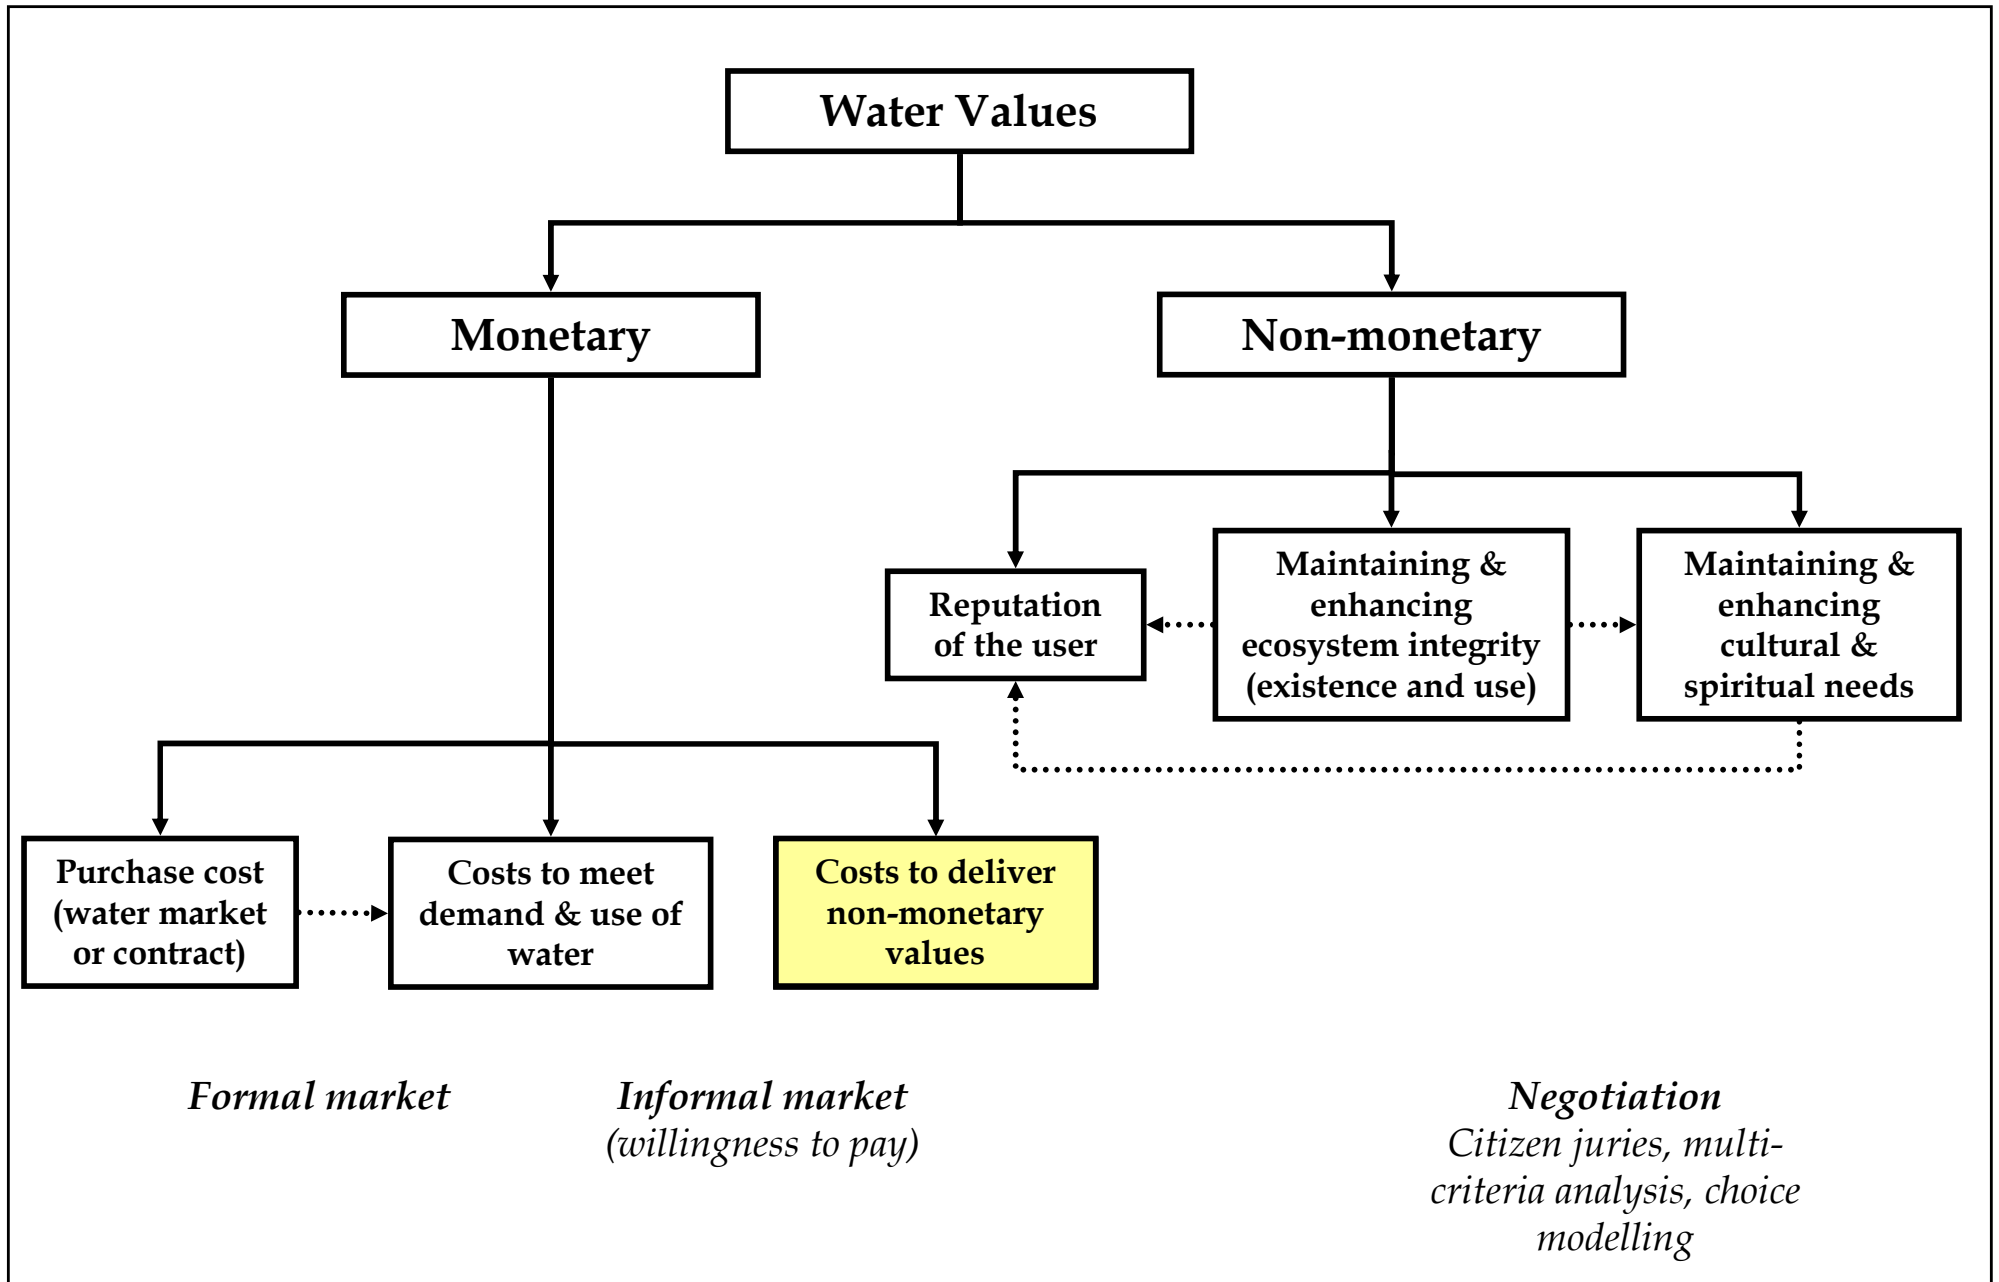 Water Values
Monetary
Non-monetary
Reputation
of the user
Maintaining &
enhancing
ecosystem integrity
(existence and use)
Maintaining &
enhancing
cultural &
spiritual needs
Purchase cost
(water market
or contract)
Costs to meet
demand & use of
water
Costs to deliver
non-monetary
values
Formal market
Informal market
(willingness to pay)
Negotiation
Citizen juries, multi-
criteria analysis, choice
modelling